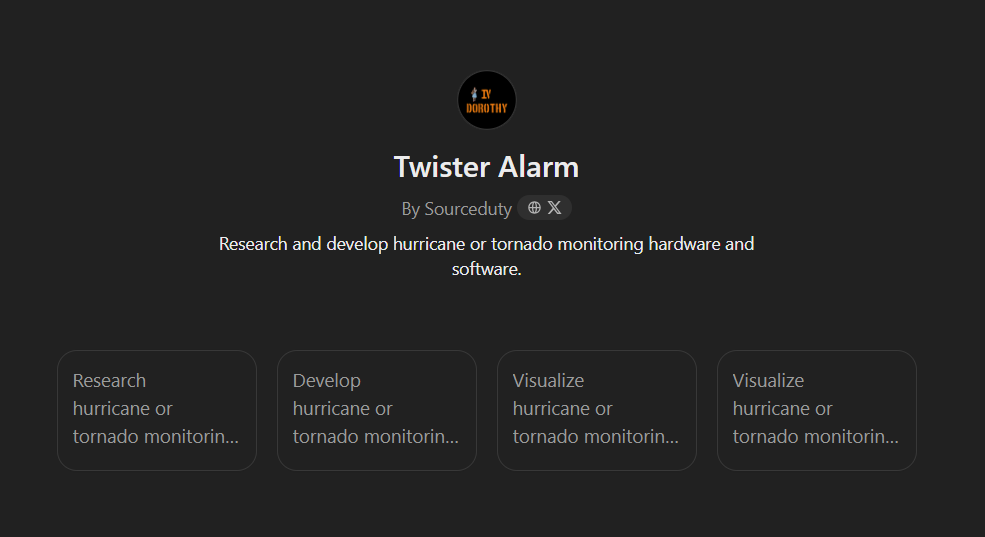 IV
DOROTHY
Twister Alarm
By Sourceduty
Research and develop hurricane or tornado monitoring hardware and
software.
Research
hurricane or
tornado monitorin...
Develop
hurricane or
tornado monitorin...
Visualize
hurricane or
tornado monitorin...
Visualize
hurricane or
tornado monitorin...